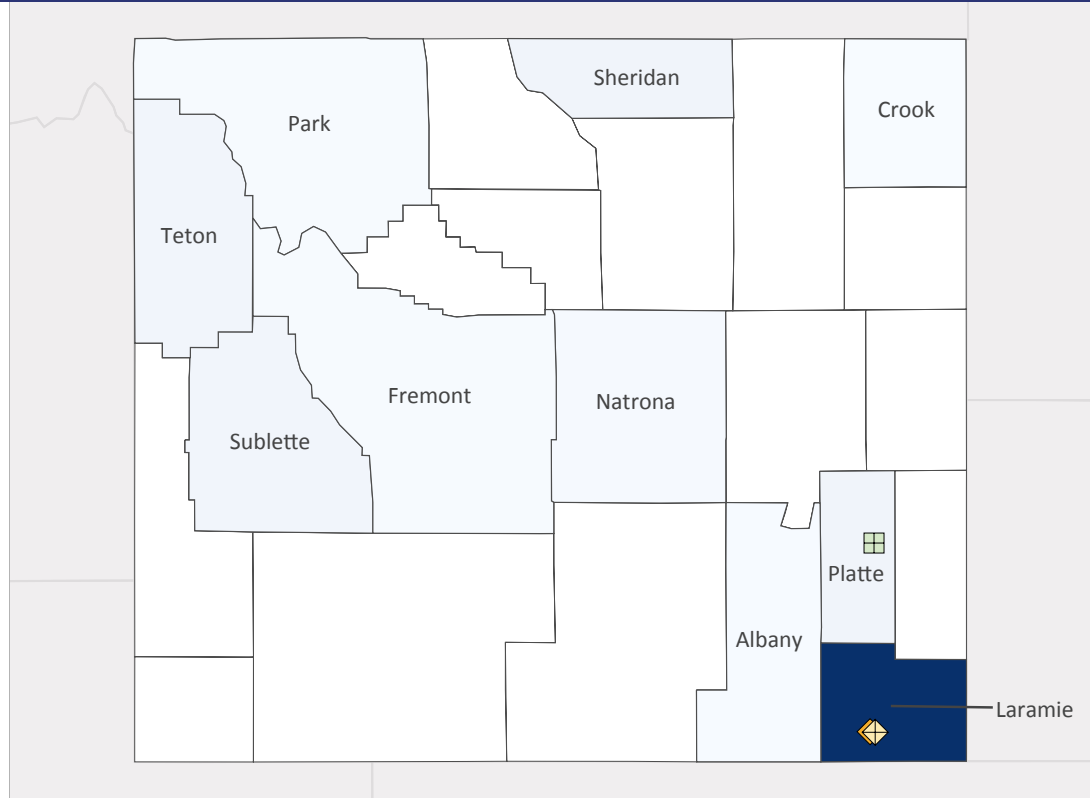 Sheridan
Crook
Park
Teton
Fremont
Natrona
Sublette
Platte
Albany
Laramie